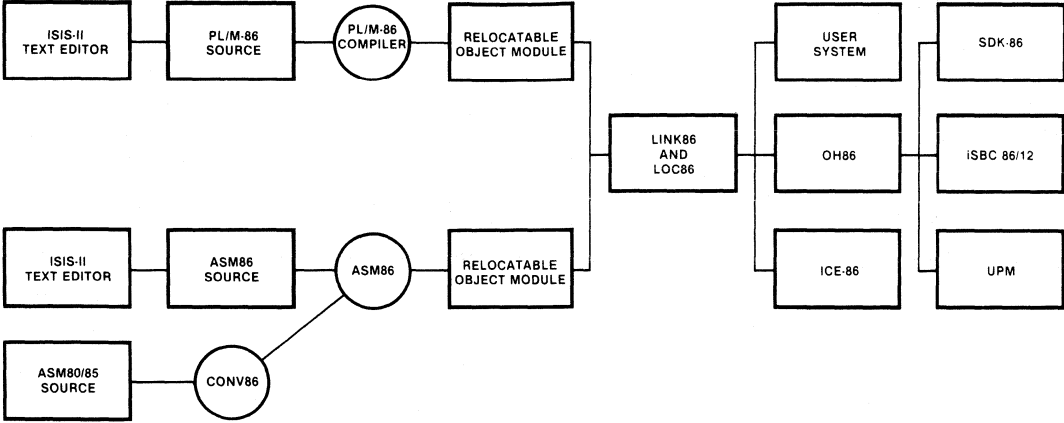 ISIS-II
TEXT EDITOR
PL/M-86
SOURCE
PL/M-86
COMPILER
RELOCATABLE
OBJECT MODULE
USER
SYSTEM
SDK-86
LINK86
AND
LOC86
OH86
iSBC 86/12
ISIS-II
TEXT EDITOR
ASM86
SOURCE
ASM86
RELOCATABLE
OBJECT MODULE
ICE-86
UPM
ASM80/85
SOURCE
CONV86